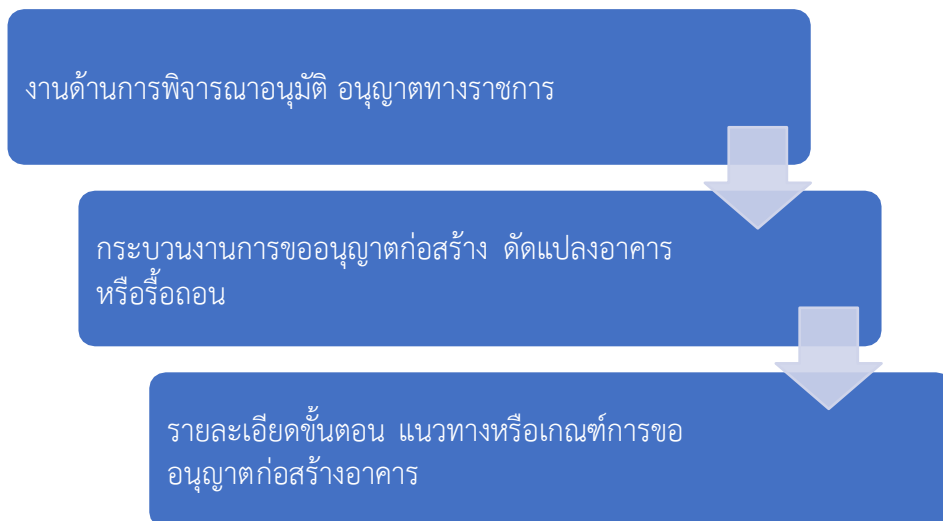 งานด้านการพิจารณาอนุมัติ อนุญาตทางราชการ
กระบวนงานการขออนุญาตก่อสร้าง ดัดแปลงอาคาร
หรือรื้อถอน
รายละเอียดขั้นตอน แนวทางหรือเกณฑ์การขอ
อนุญาตก่อสร้างอาคาร